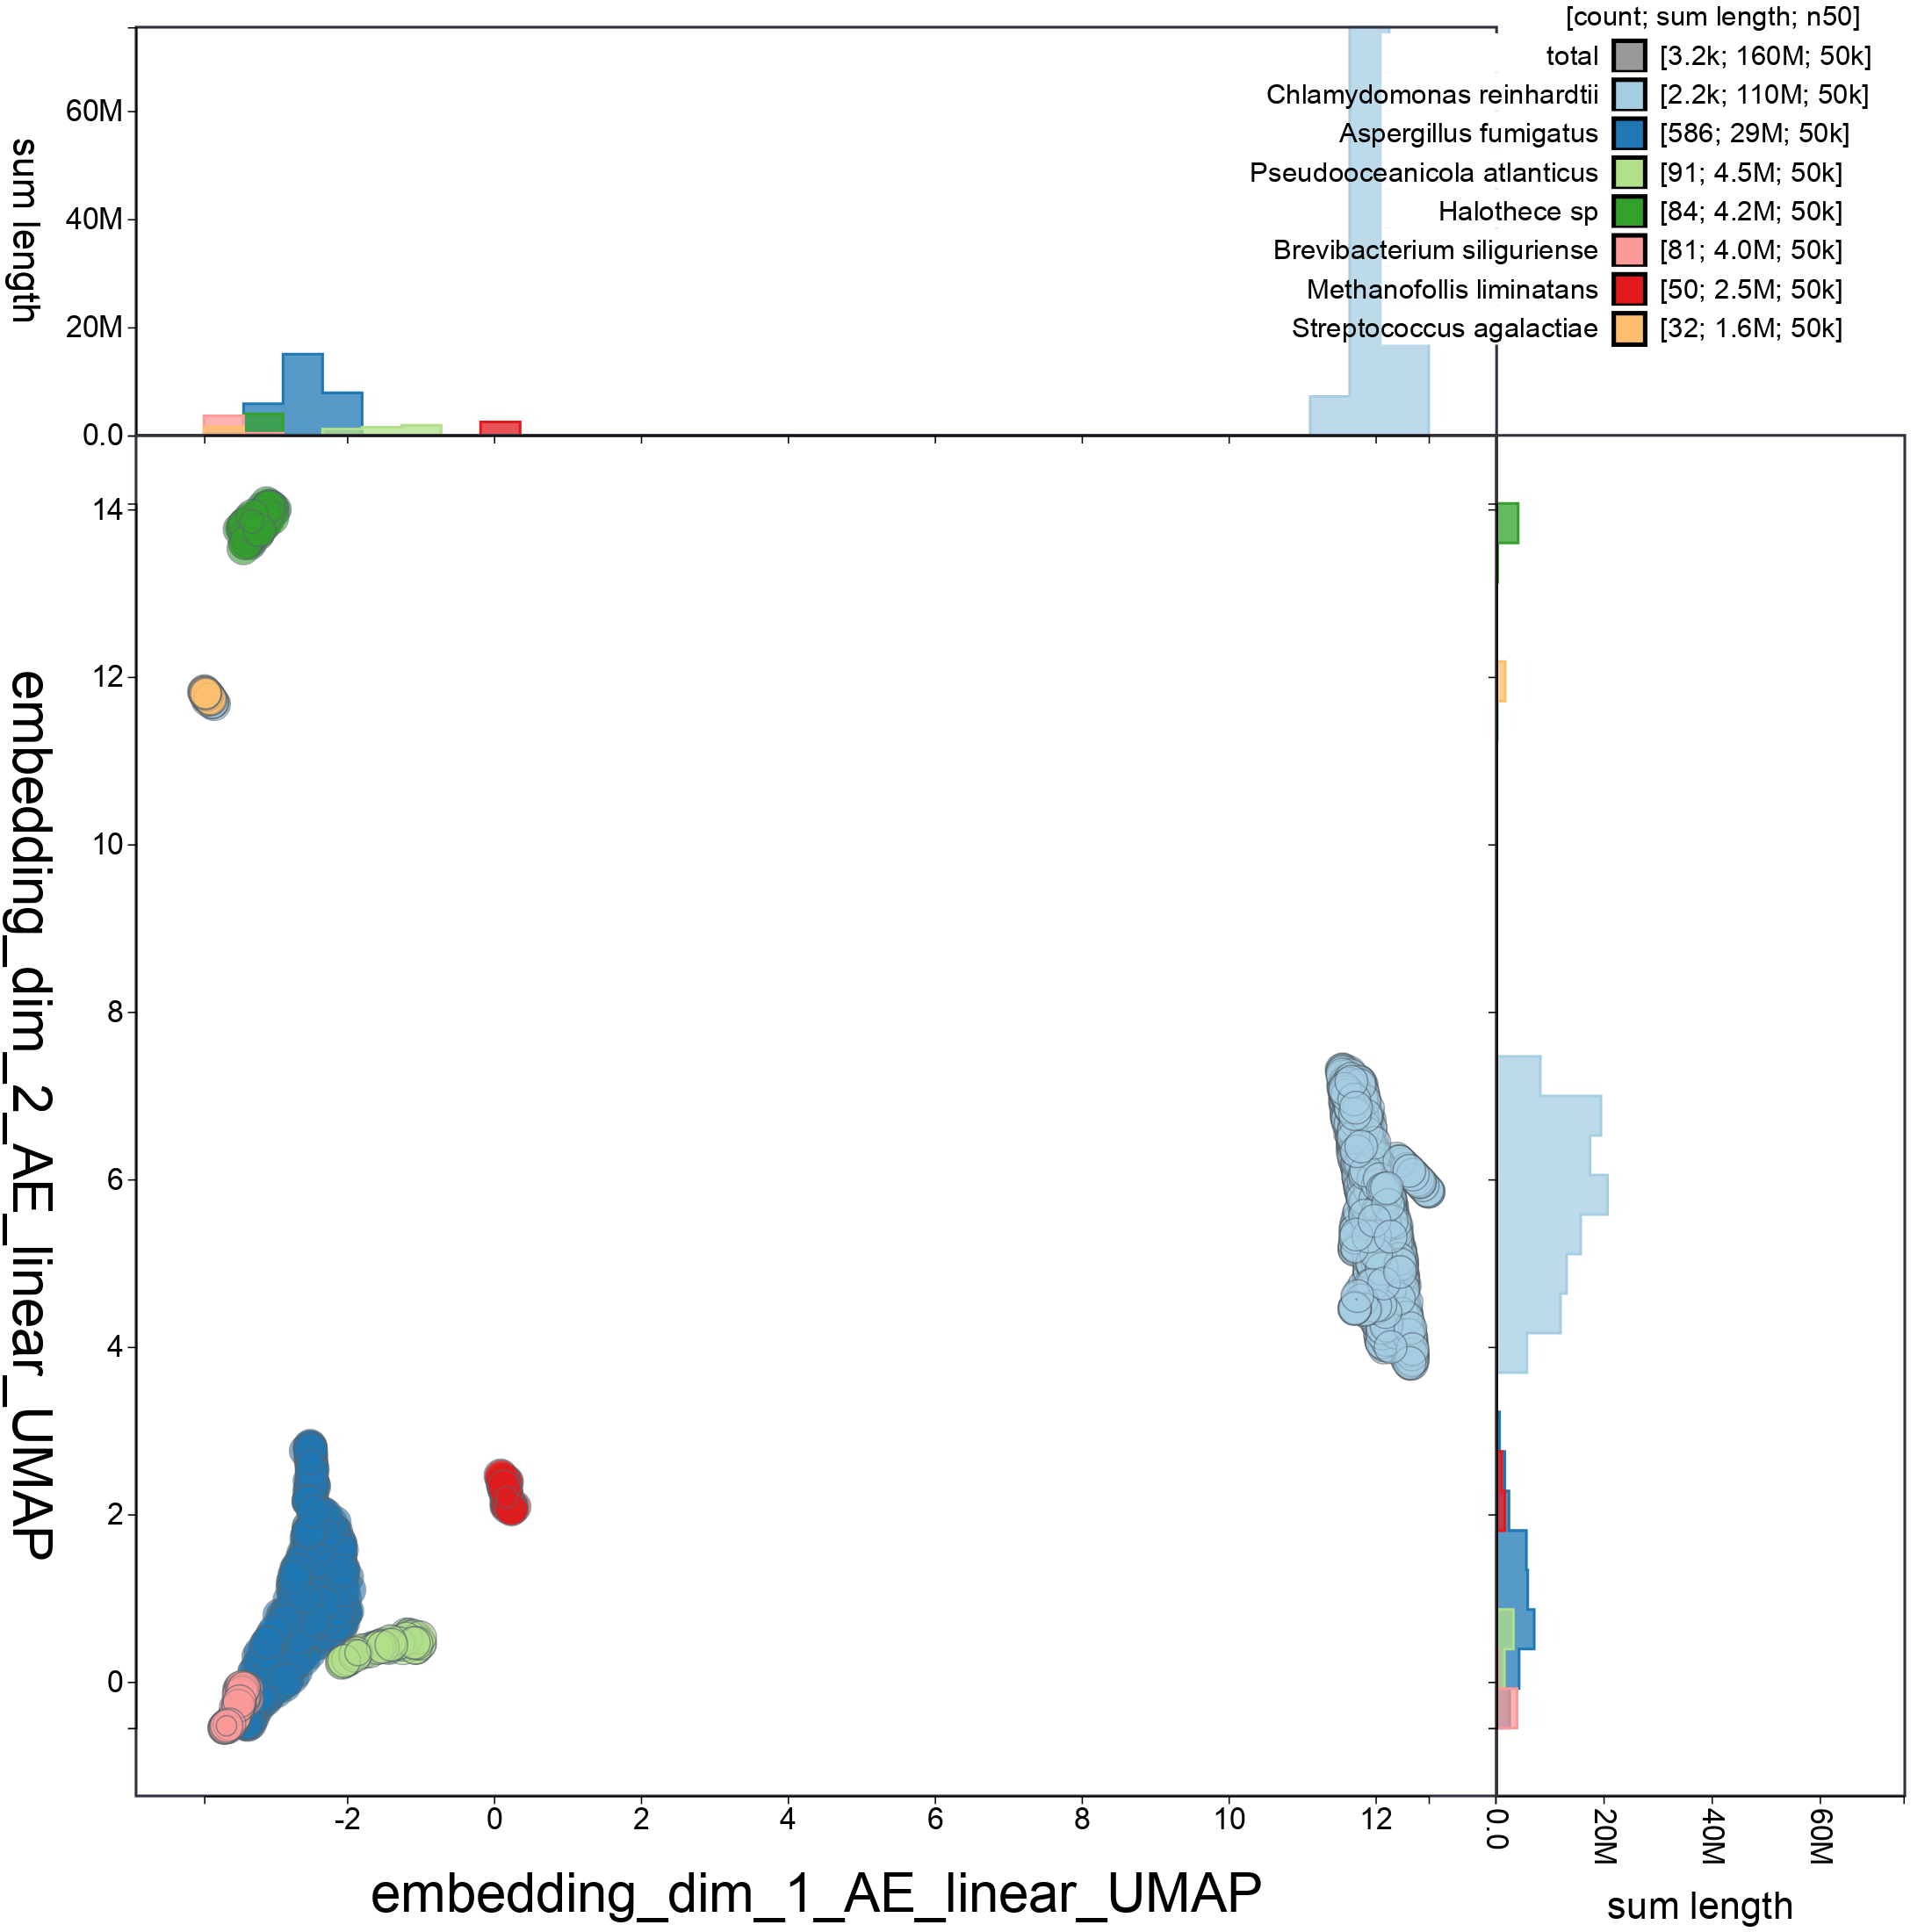 [count; sum length; n50]
total [3.2k; 160M; 50k]
Chlamydomonas reinhardtii [2.2k; 110M; 50k]
Aspergillus fumigatus [586; 29M; 50k]
Pseudooceanicola atlanticus [91; 4.5M; 50k]
Halothece sp [84; 4.2M; 50k]
Brevibacterium siliguriense [81; 4.0M; 50k]
Methanofollis liminatans [50; 2.5M; 50k]
Streptococcus agalactiae [32; 1.6M; 50k]
sum length
60M
40M
20M
0.0
embedding_dim_2_AE_linear_UMAP
14
12
10
8
6
4
2
0
-2 0 2 4 6 8 10 12
embedding_dim_1_AE_linear_UMAP
0.0 20M 40M 60M
sum length